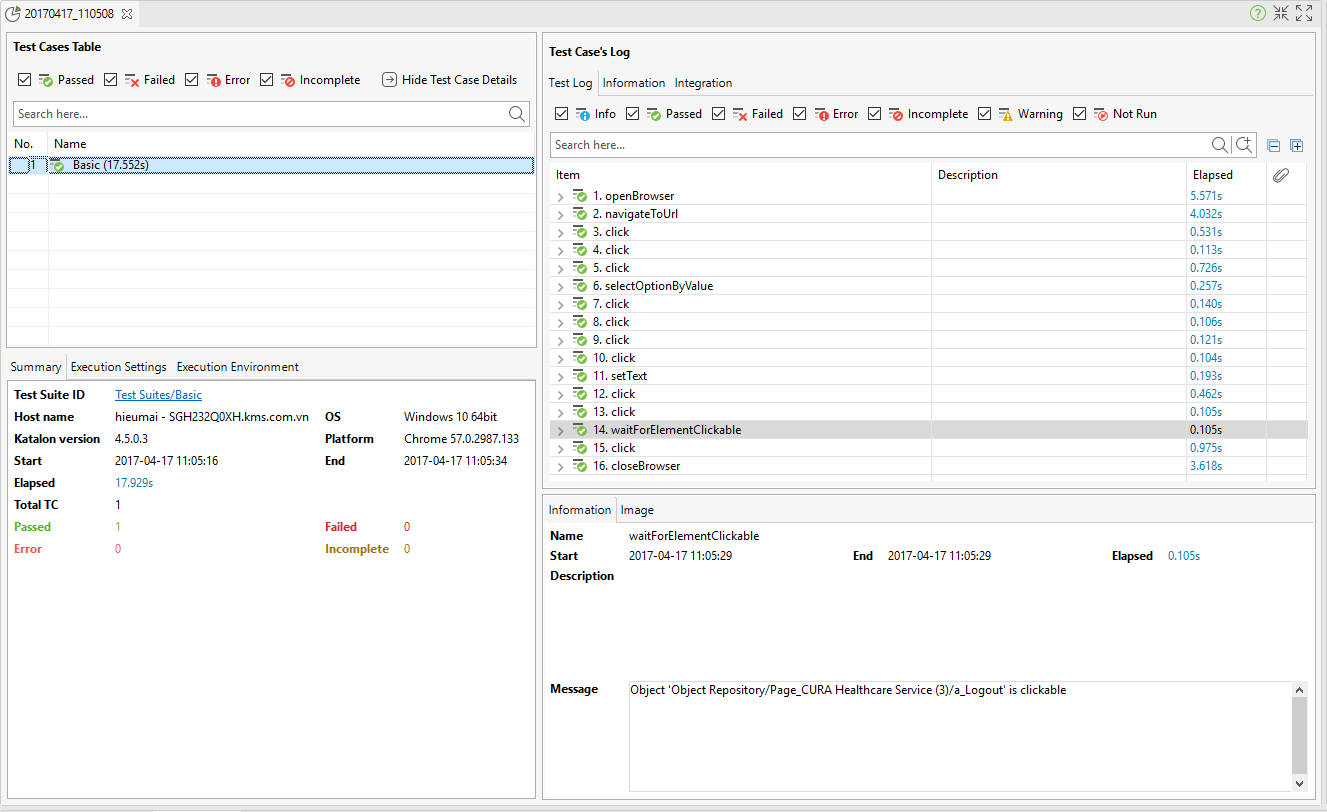 20170417_110508
Test Cases Table
Passed Failed Error Incomplete Hide Test Case Details
Search here...
No. Name
1 Basic (17.552s)
Summary Execution Settings Execution Environment
Test Suite ID Test Suites/Basic
Host name hieumai - SGH232Q0XH.kms.com.vn OS Windows 10 64bit
Katalon version 4.5.0.3 Platform Chrome 57.0.2987.133
Start 2017-04-17 11:05:16 End 2017-04-17 11:05:34
Elapsed 17.929s
Total TC 1
Passed 1 Failed 0
Error 0 Incomplete 0
Test Case's Log
Test Log Information Integration
Info Passed Failed Error Incomplete Warning Not Run
Search here...
Item Description Elapsed
1. openBrowser 5.571s
2. navigateToUrl 4.032s
3. click 0.531s
4. click 0.113s
5. click 0.726s
6. selectOptionByValue 0.257s
7. click 0.140s
8. click 0.106s
9. click 0.121s
10. click 0.104s
11. setText 0.193s
12. click 0.462s
13. click 0.105s
14. waitForElementClickable 0.105s
15. click 0.975s
16. closeBrowser 3.618s
Information Image
Name waitForElementClickable
Start 2017-04-17 11:05:29 End 2017-04-17 11:05:29 Elapsed 0.105s
Description
Message Object 'Object Repository/Page_CURA Healthcare Service (3)/a_Logout' is clickable